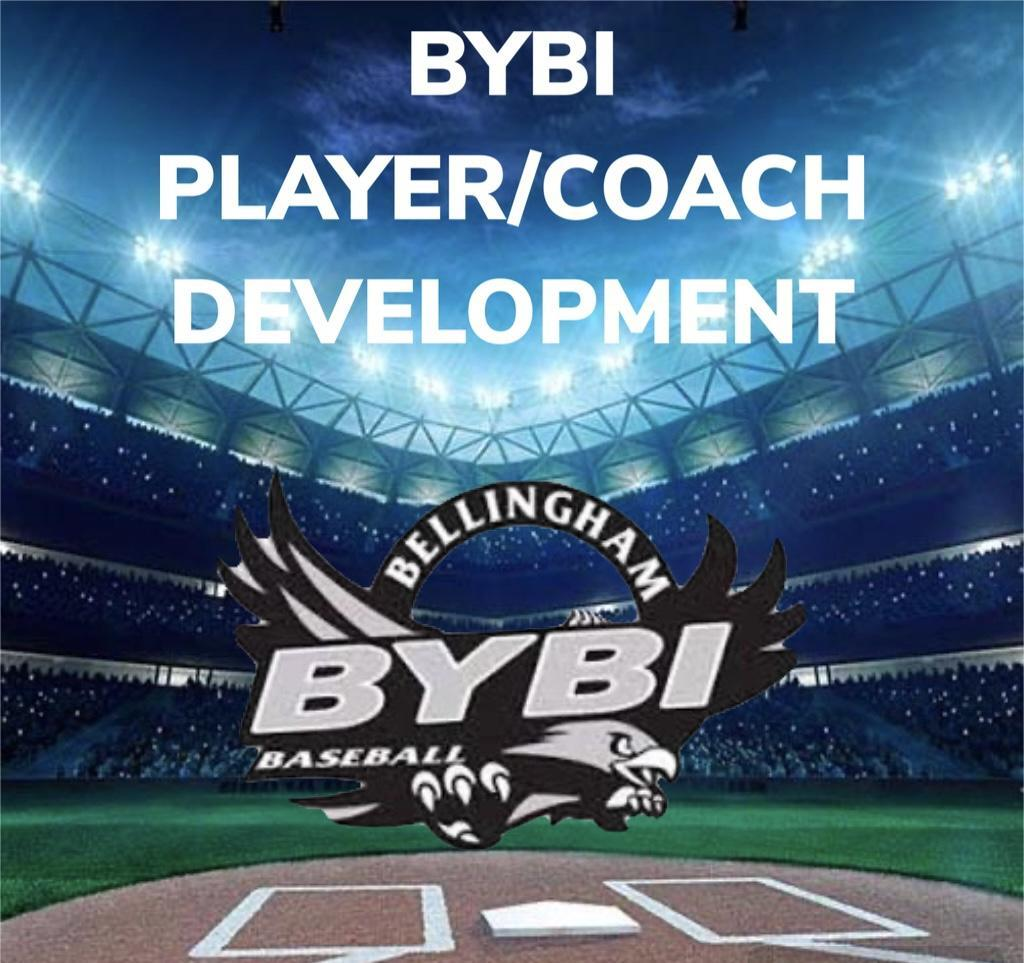 BYBI
PLAYER/COACH
DEVELOPMENT
BELLINGHAM
BYBI
BASEBALL